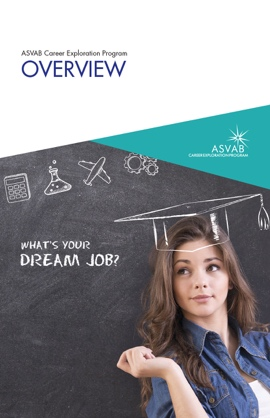 ASVAB Career Exploration Program
OVERVIEW
ASVAB
CAREER EXPLORATION PROGRAM
WHAT'S YOUR
DREAM JOB?